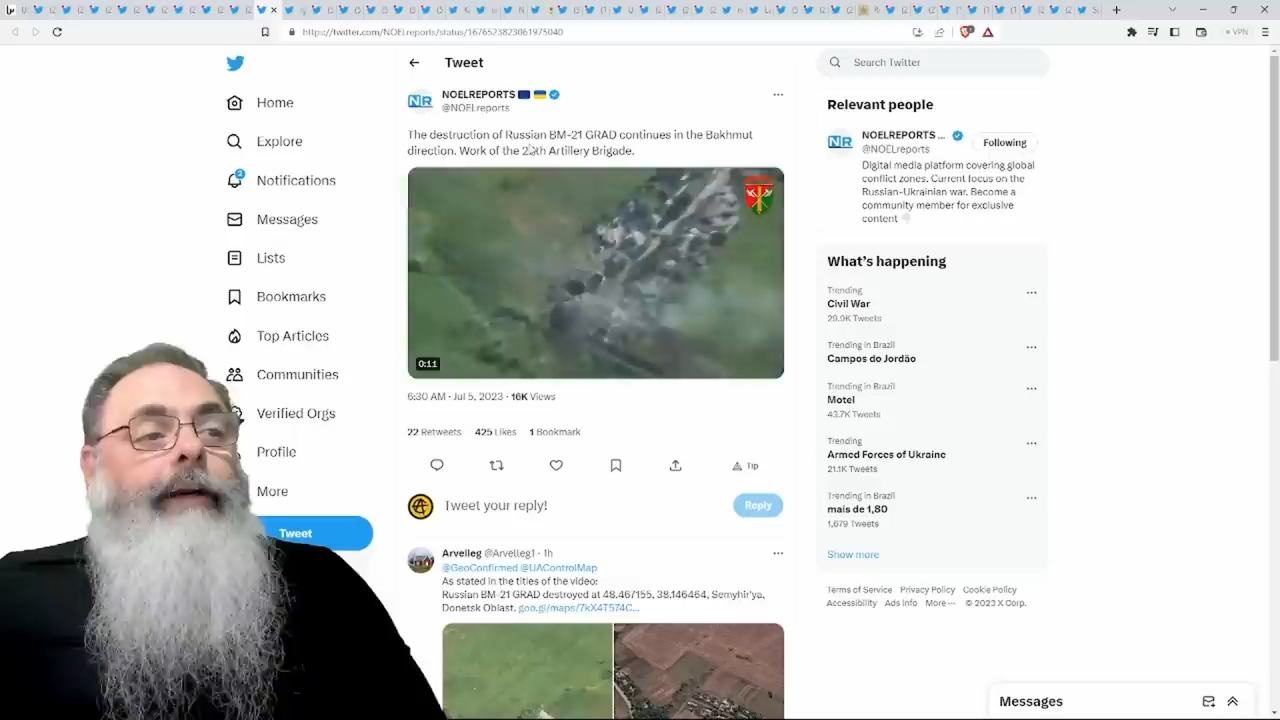 https://twitter.com/NOELreports/status/1676523823061975040
VPN
Home
Explore
2
Notifications
Messages
Lists
Bookmarks
Top Articles
Communities
Verified Orgs
Profile
More
Tweet
Tweet
NR
NOELREPORTS
@NOELreports
The destruction of Russian BM-21 GRAD continues in the Bakhmut
direction. Work of the Artillery Brigade.
0:11
6:30 AM · Jul 5, 2023 · 16K Views
22 Retweets 425 Likes 1 Bookmark
Tip
Tweet your reply!
Reply
Arvelleg @Arvelleg1 · 1h
@GeoConfirmed @UAControlMap
As stated in the titles of the video:
Russian BM-21 GRAD destroyed at 48.467155, 38.146464, Semyhir'ya,
Donetsk Oblast. goo.gl/maps/7kX4T574C...
Search Twitter
Relevant people
NR
NOELREPORTS ...
@NOELreports
Following
Digital media platform covering global
conflict zones. Current focus on the
Russian-Ukrainian war. Become a
community member for exclusive
content
What's happening
Trending
Civil War
29.9K Tweets
Trending in Brazil
Campos do Jordão
Trending in Brazil
Motel
43.7K Tweets
Trending
Armed Forces of Ukraine
21.1K Tweets
Trending in Brazil
mais de 1,80
1,679 Tweets
Show more
Terms of Service Privacy Policy Cookie Policy
Accessibility Ads info More ··· © 2023 X Corp.
Messages